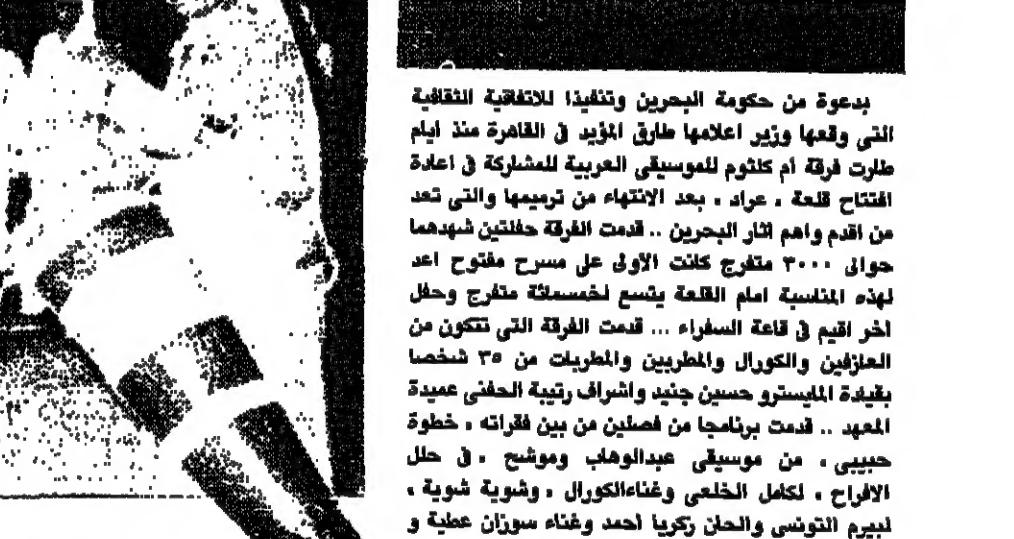 بدعوة من حكومة البحرين وتنفيذا للاتفاقية الثقافية
التى وقعها وزير اعلامها طارق المؤيد فى القاهرة منذ ايام
طارت فرقة أم كلثوم للموسيقى العربية للمشاركة فى اعادة
افتتاح قلعة « عراد » بعد الانتهاء من ترميمها والتى تعد
من اقدم واهم اثار البحرين .. قدمت الفرقة حفلتين شهدهما
حوالى ٣٠٠٠ متفرج كانت الأولى على مسرح مفتوح اعد
لهذه المناسبة امام القلعة يتسع لخمسمائة متفرج وحفل
اخر اقيم فى قاعة السفراء ... قدمت الفرقة التى تتكون من
العازفين والكورال والمطربين والمطربات من ٣٥ شخصا
بقيادة المايسترو حسين جنيد واشراف رتيبة الحفنى عميدة
المعهد .. قدمت برنامجا من فصلين من بين فقراته « خطوة
حبيبى » من موسيقى عبدالوهاب وموشح « فى حلل
الافراح » لكامل الخلعى وغناءالكورال « وشوية شوية »
لبيرم التونسى والحان زكريا أحمد وغناء سوزان عطية و